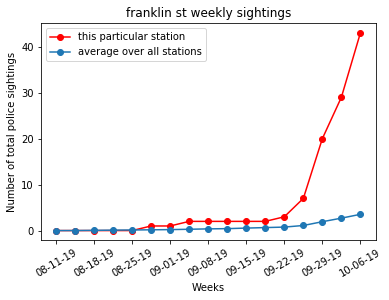 franklin st weekly sightings
this particular station
average over all stations
Number of total police sightings
40
30
20
10
0
08-11-19
08-18-19
08-25-19
09-01-19
09-08-19
09-15-19
09-22-19
09-29-19
10-06-19
Weeks